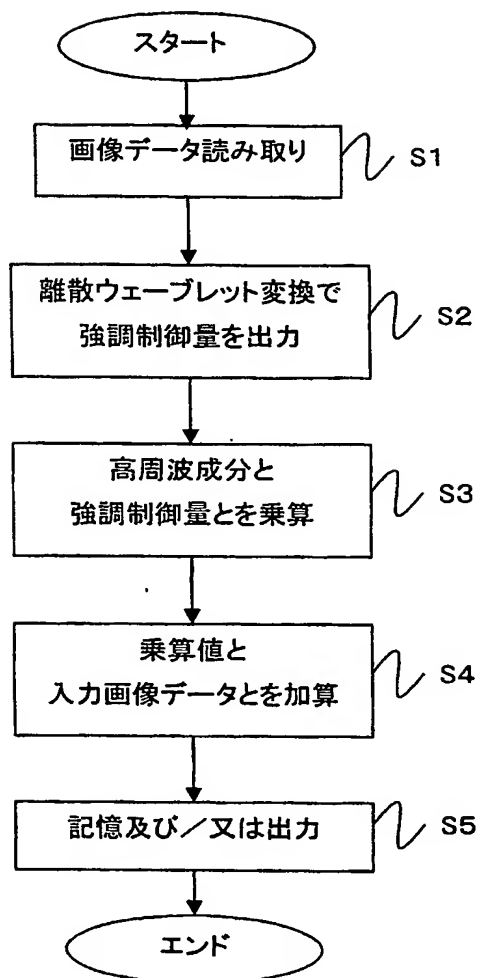 スタート
画像データ読み取り
S1
離散ウェーブレット変換で
強調制御量を出力
S2
高周波成分と
強調制御量とを乗算
S3
乗算値と
入力画像データとを加算
S4
記憶及び／又は出力
S5
エンド